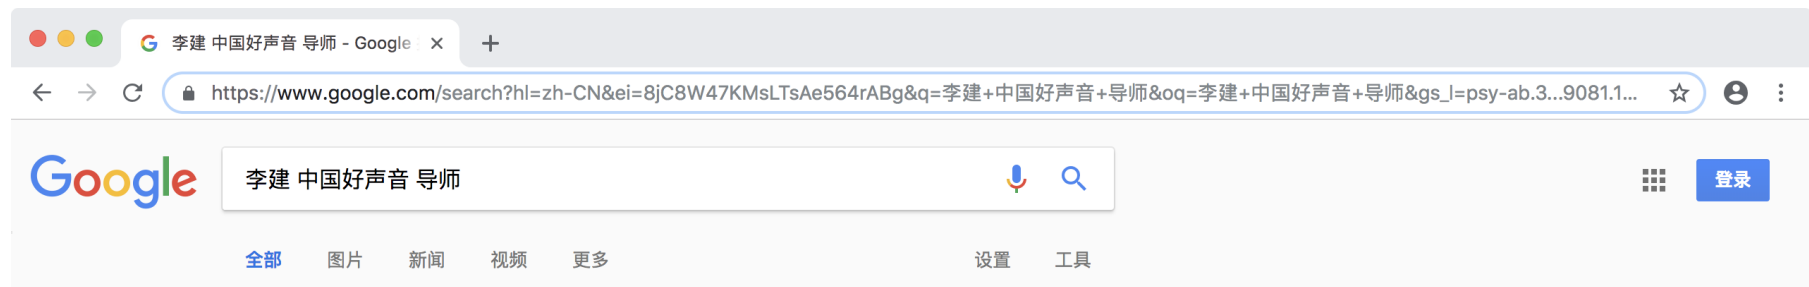 李建 中国好声音 导师 - Google
https://www.google.com/search?hl=zh-CN&ei=8jC8W47KMsLTsAe564rABg&q=李建+中国好声音+导师&oq=李建+中国好声音+导师&gs_l=psy-ab.3...9081.1...
Google 李建 中国好声音 导师 登录
全部 图片 新闻 视频 更多 设置 工具